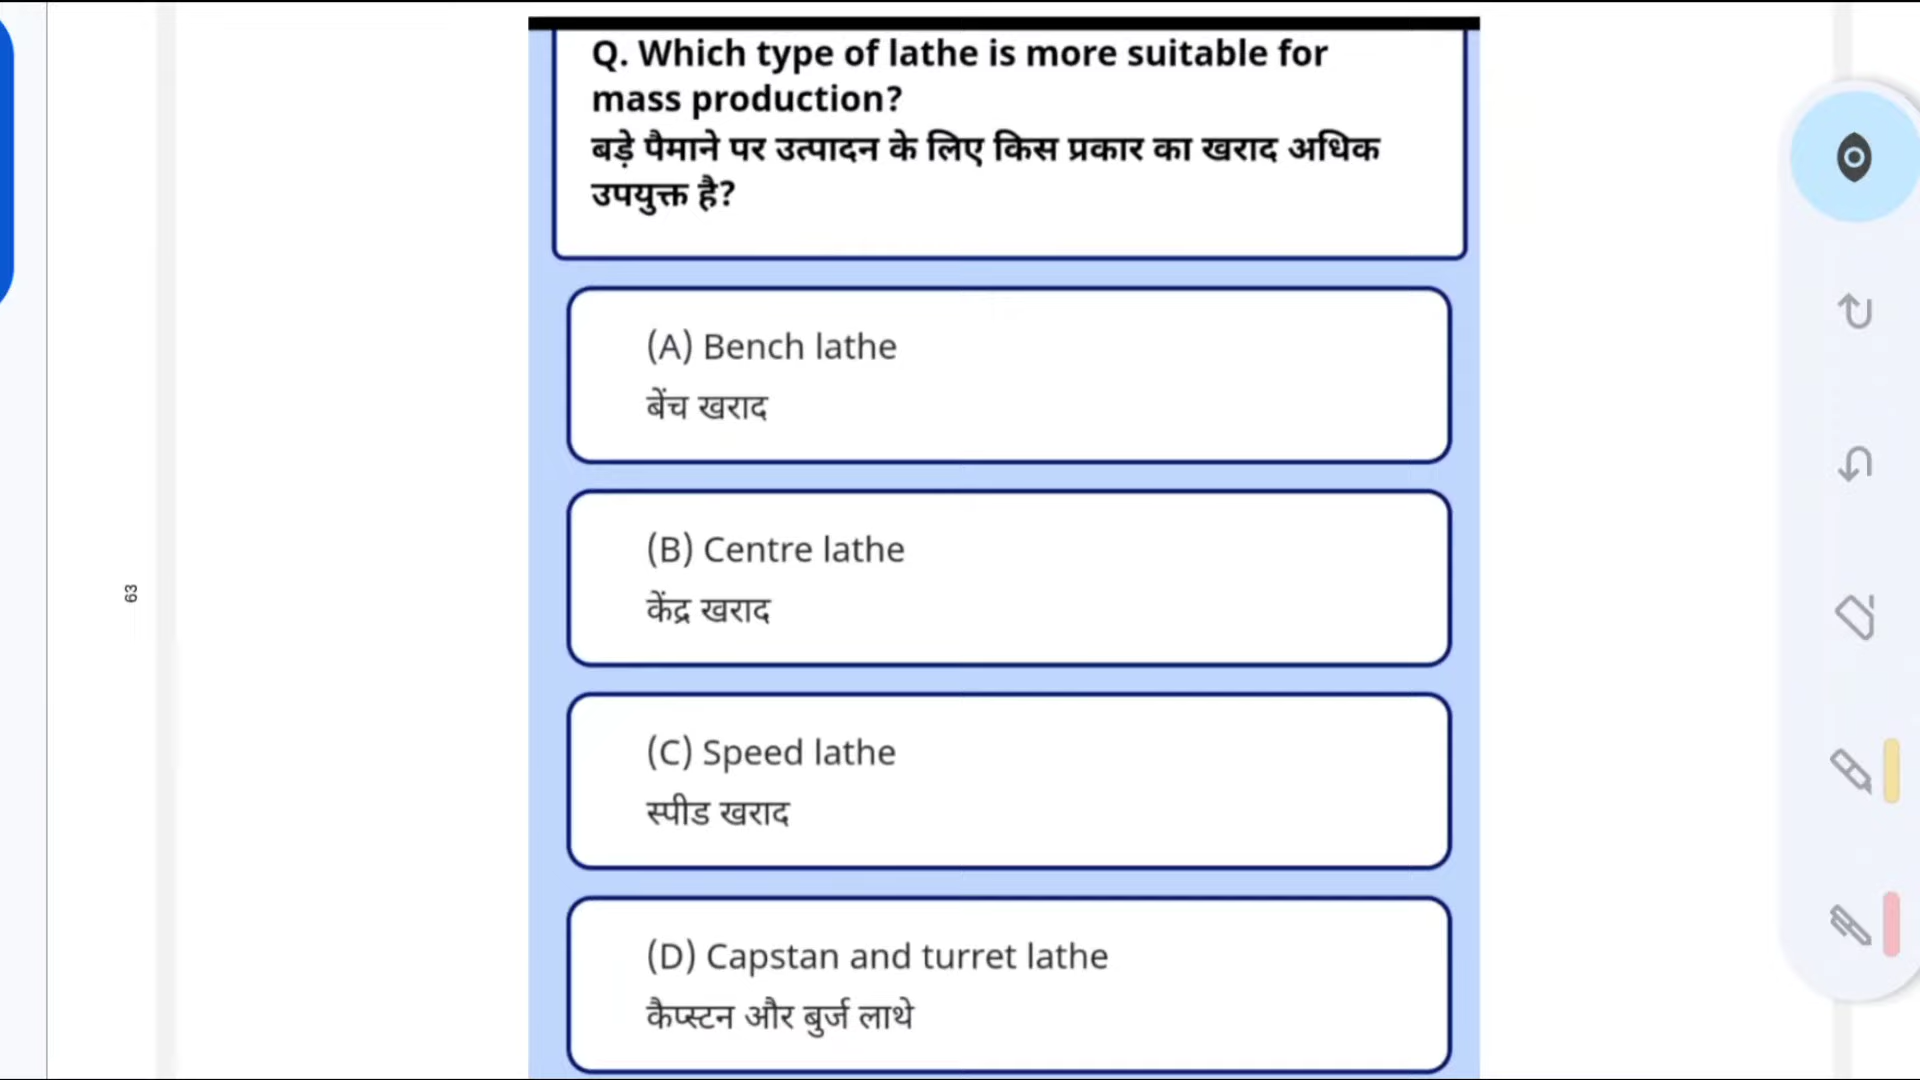 Q. Which type of lathe is more suitable for
mass production?
बड़े पैमाने पर उत्पादन के लिए किस प्रकार का खराद अधिक
उपयुक्त है?
(A) Bench lathe
बेंच खराद
(B) Centre lathe
केंद्र खराद
63
(C) Speed lathe
स्पीड खराद
(D) Capstan and turret lathe
कैप्स्टन और बुर्ज लाथे